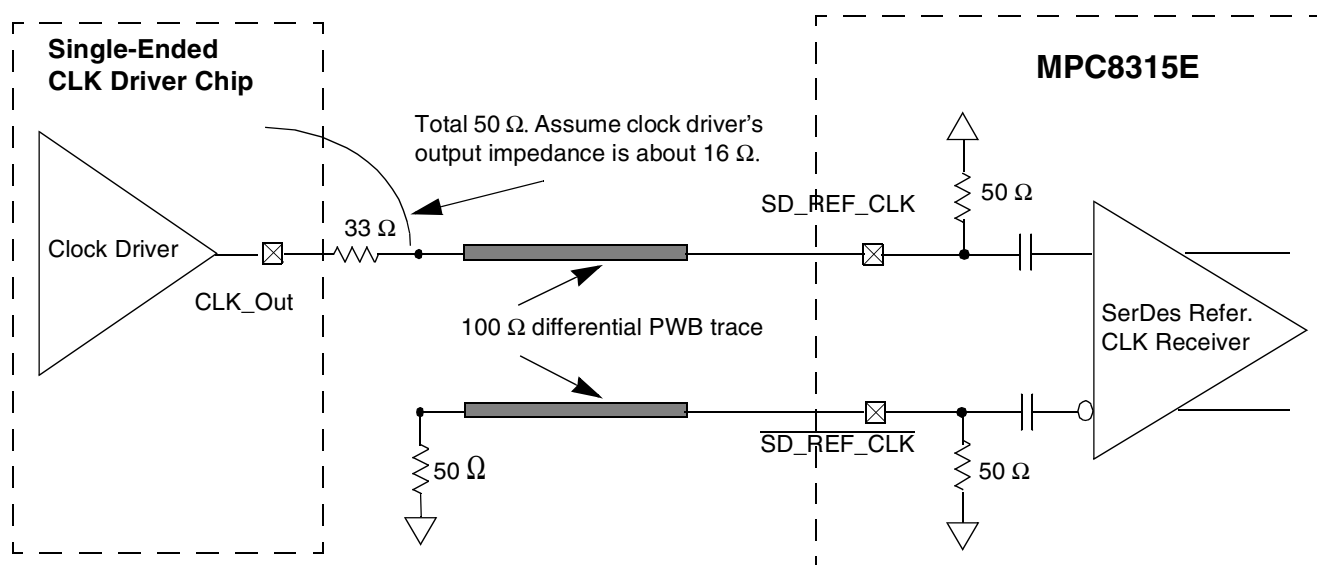 Single-Ended
CLK Driver Chip
MPC8315E
Total 50 Ω. Assume clock driver's
output impedance is about 16 Ω.
SD_REF_CLK
50 Ω
33 Ω
Clock Driver
CLK_Out
100 Ω differential PWB trace
SerDes Refer.
CLK Receiver
SD_REF_CLK
50 Ω
50 Ω